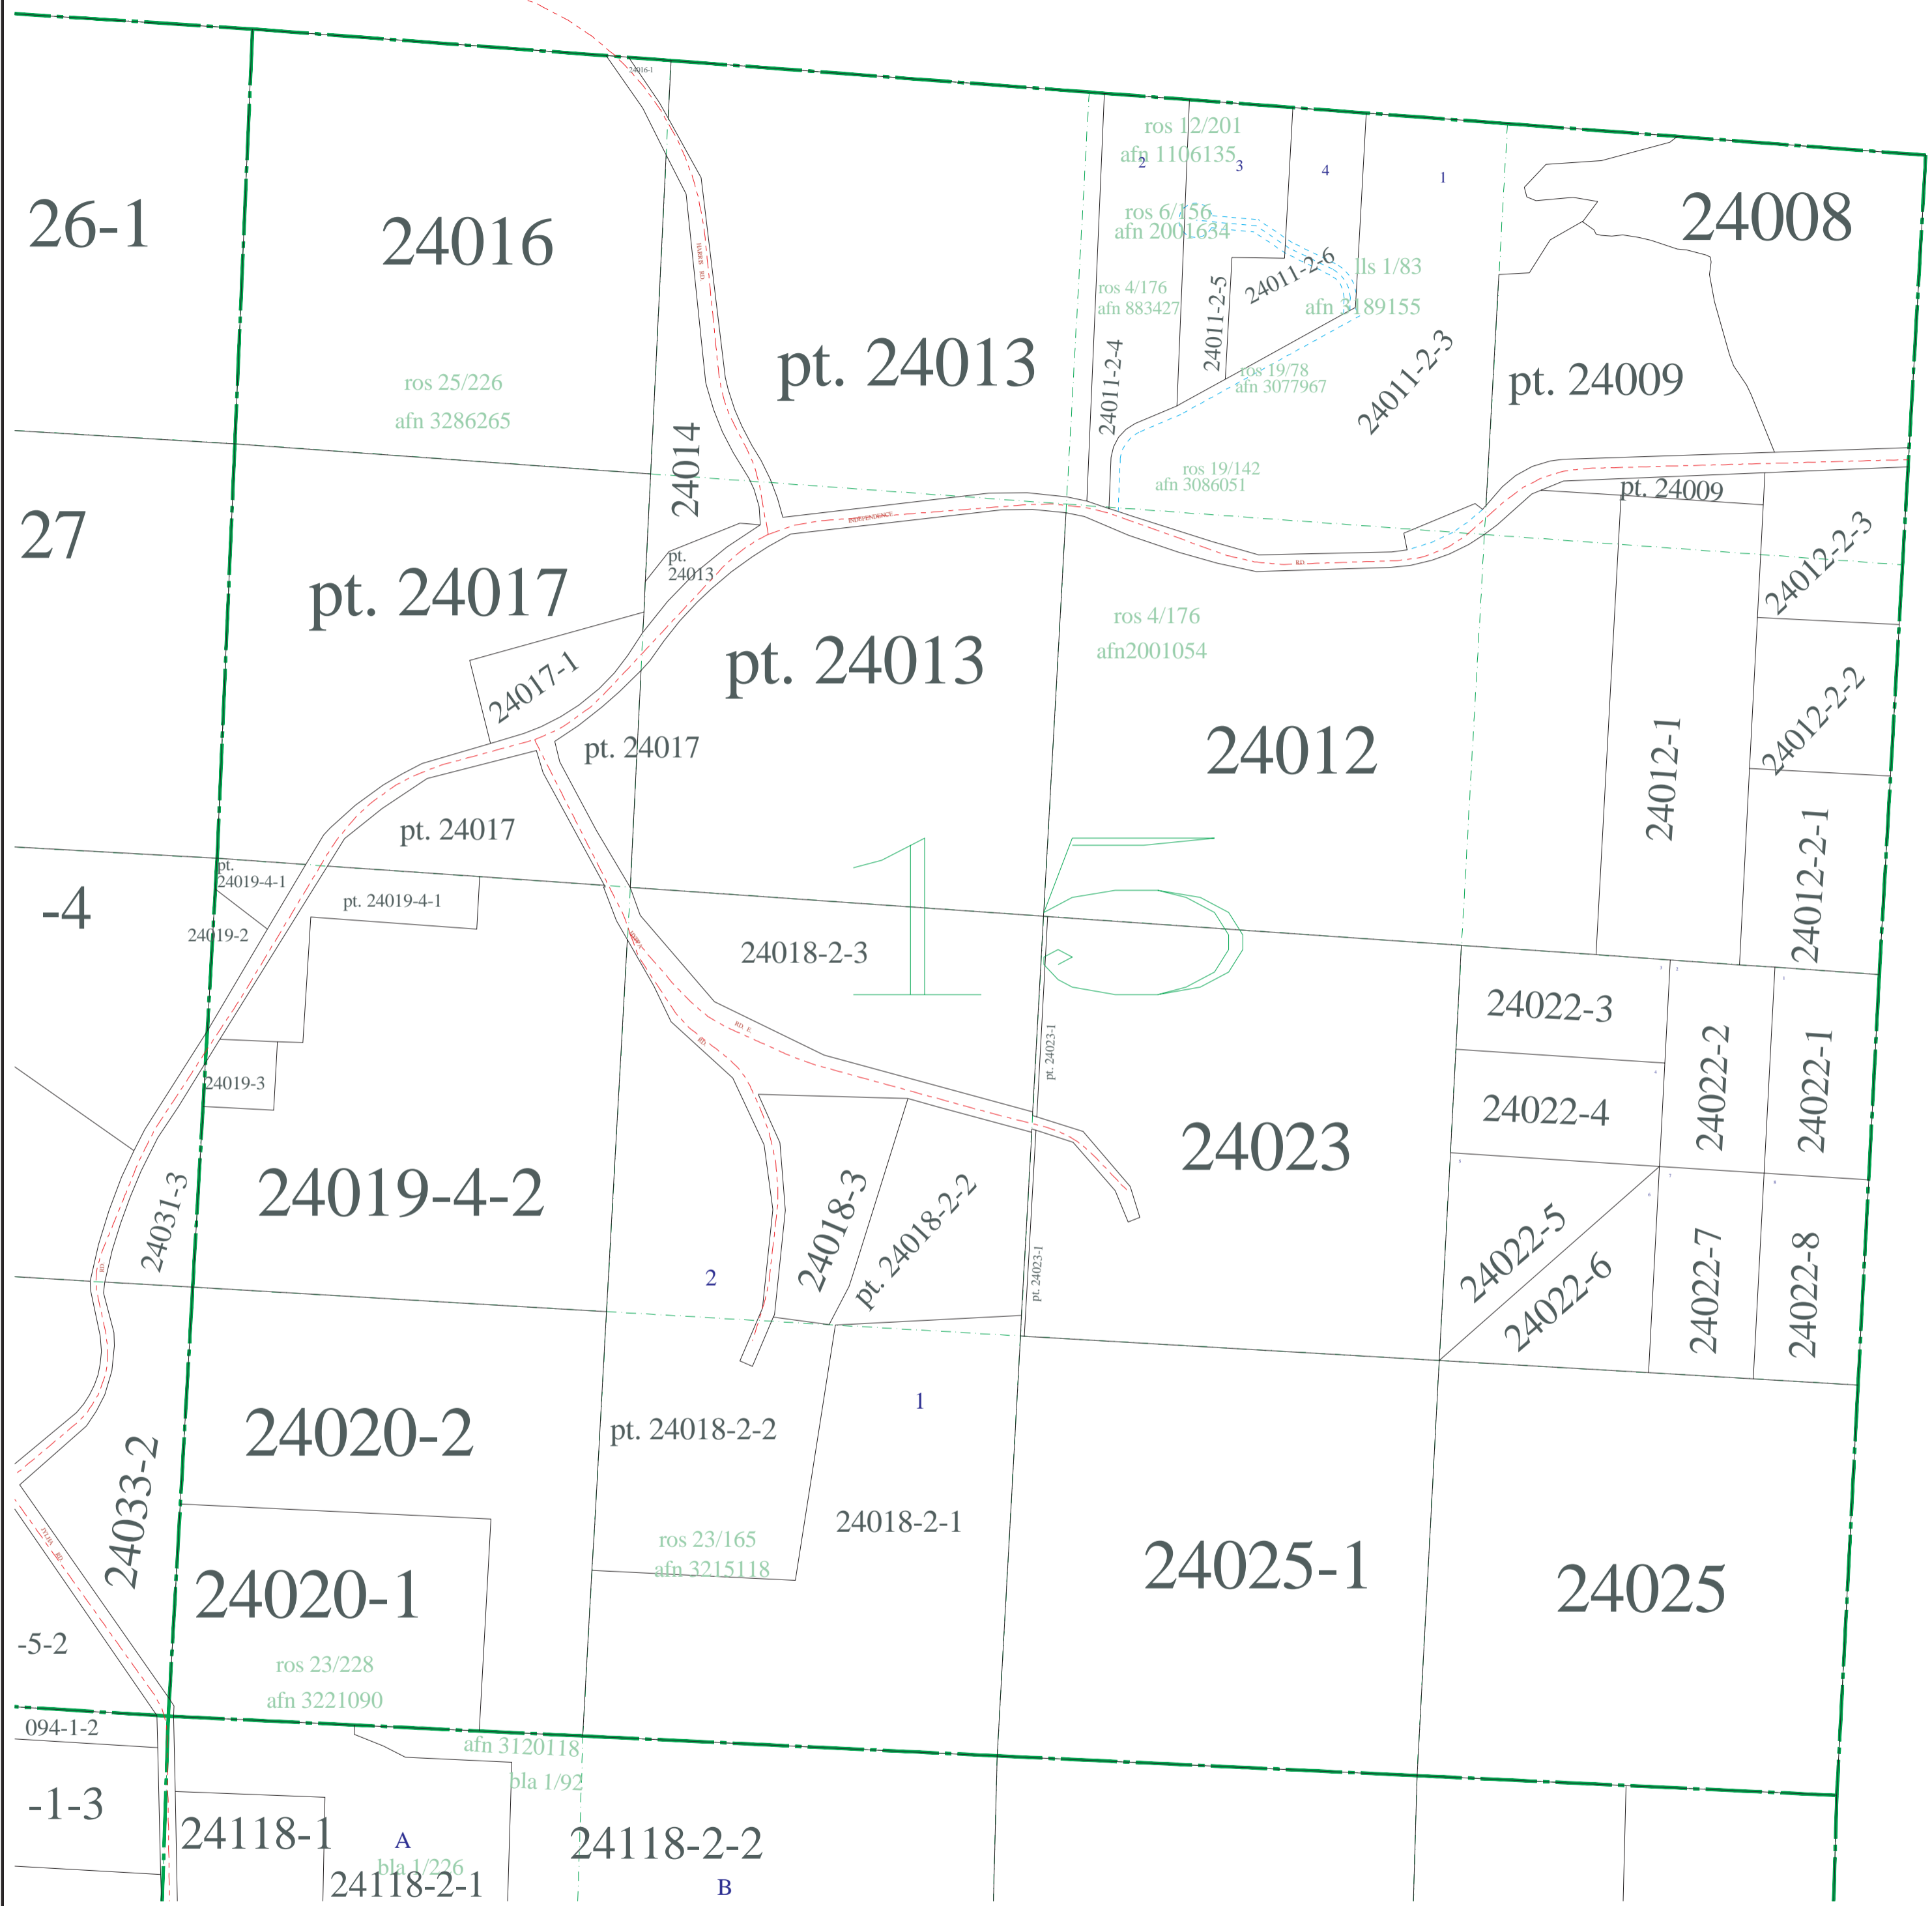 24016-1
ros 12/201
afn 1106135
2
3
4
1
26-1
24016
24008
ros 6/156
afn 2001634
HARRIS RD
24011-2-6
lls 1/83
ros 4/176
afn 883427
24011-2-5
afn 3189155
pt. 24013
24011-2-4
ros 19/78
afn 3077967
24011-2-3
pt. 24009
ros 25/226
afn 3286265
24014
ros 19/142
afn 3086051
pt. 24009
27
INDEPENDENCE
RD
pt.
24013
24012-2-3
pt. 24017
ros 4/176
afn2001054
pt. 24013
24017-1
24012-2-2
pt. 24017
24012
24012-1
pt. 24017
24012-2-1
15
pt.
24019-4-1
-4
pt. 24019-4-1
24019-2
24018-2-3
24022-3
RD E
RD
pt. 24023-1
24022-2
24022-1
24019-3
24022-4
24023
24019-4-2
24031-3
24018-3
pt. 24018-2-2
RD
pt. 24023-1
2
24022-5
24022-6
24022-7
24022-8
24020-2
1
pt. 24018-2-2
24033-2
24018-2-1
ros 23/165
afn 3215118
24025-1
24025
24020-1
RD
-5-2
ros 23/228
afn 3221090
094-1-2
afn 3120118
bla 1/92
-1-3
24118-1
A
24118-2-2
bla 1/226
24118-2-1
B